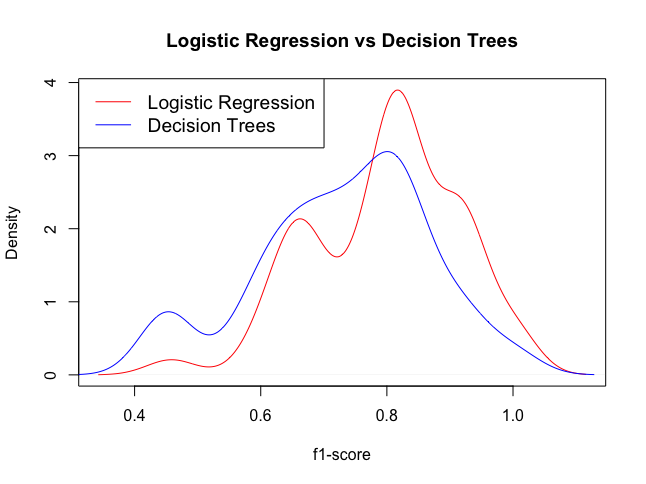 Logistic Regression vs Decision Trees
Logistic Regression
Decision Trees
Density
4
3
2
1
0
0.4 0.6 0.8 1.0
f1-score